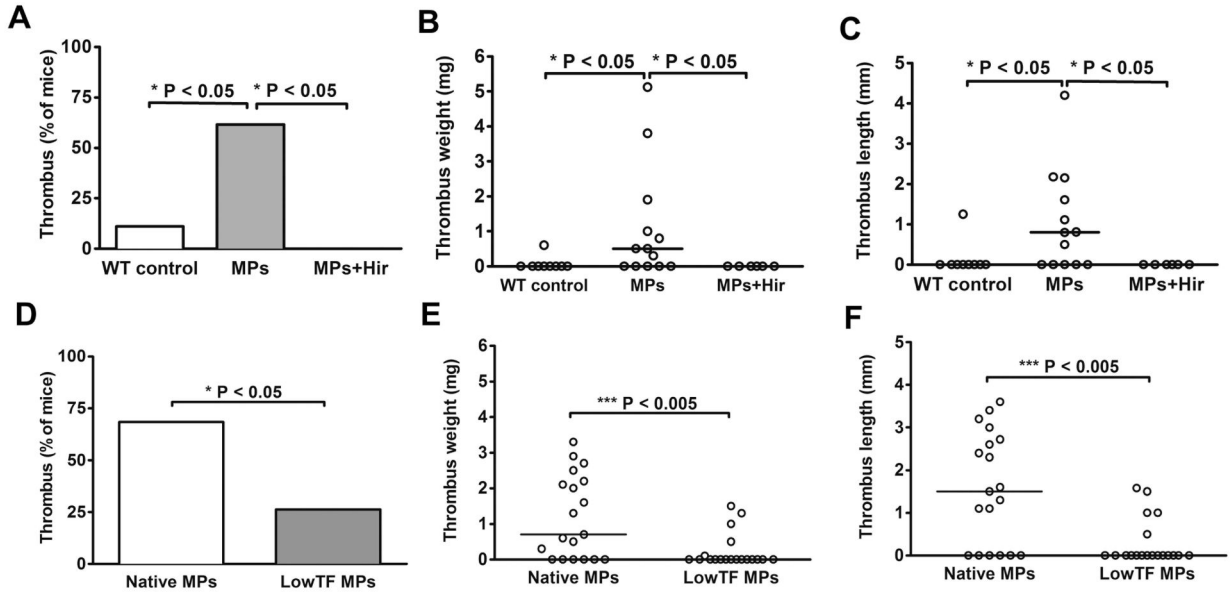 A
Thrombus (% of mice)
100
75
50
25
0
* P < 0.05
* P < 0.05
WT control
MPs
MPs+Hir
B
Thrombus weight (mg)
6
5
4
3
2
1
0
* P < 0.05
* P < 0.05
WT control
MPs
MPs+Hir
C
Thrombus length (mm)
5
4
3
2
1
0
* P < 0.05
* P < 0.05
WT control
MPs
MPs+Hir
D
Thrombus (% of mice)
100
75
50
25
0
* P < 0.05
Native MPs
LowTF MPs
E
Thrombus weight (mg)
6
5
4
3
2
1
0
*** P < 0.005
Native MPs
LowTF MPs
F
Thrombus length (mm)
5
4
3
2
1
0
*** P < 0.005
Native MPs
LowTF MPs